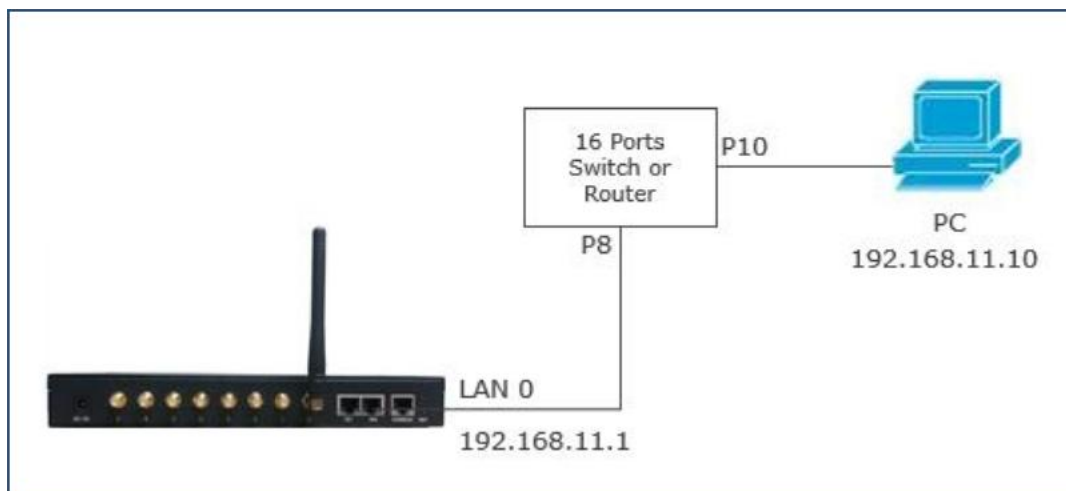 16 Ports
Switch or
Router
P10
P8
PC
192.168.11.10
LAN 0
192.168.11.1